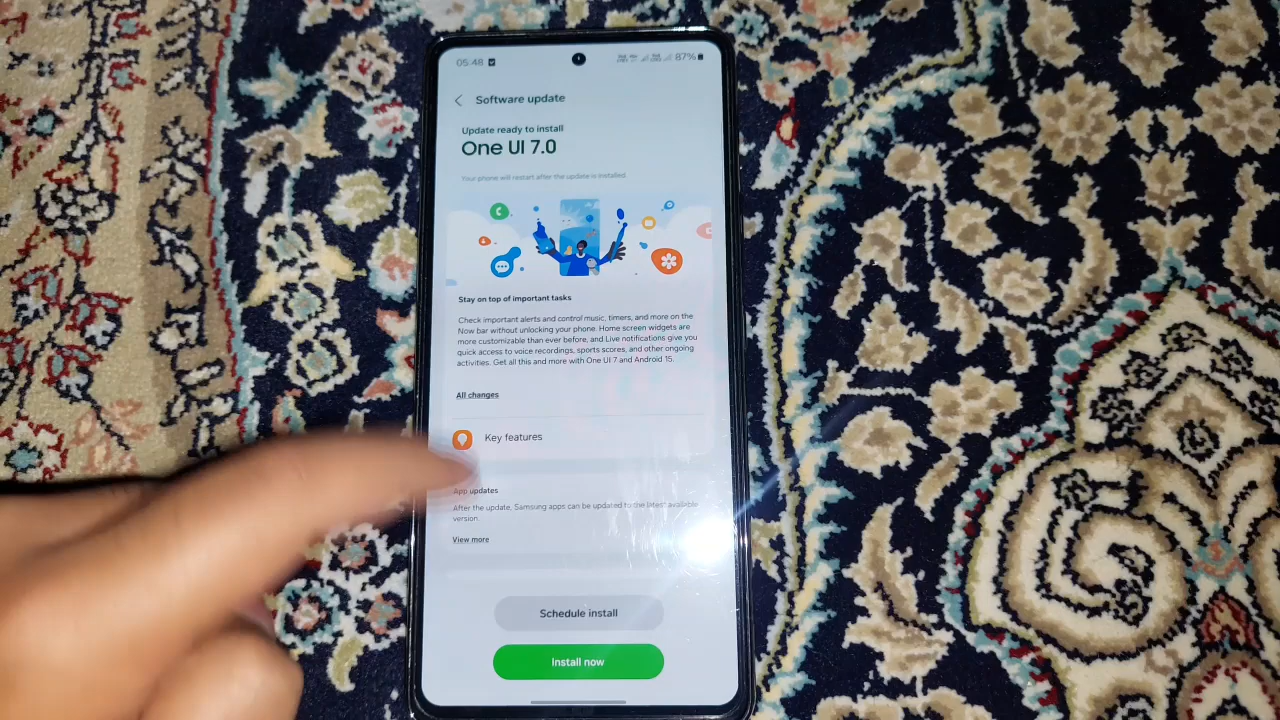 05:48
87%
Software update
Update ready to install
One UI 7.0
Your phone will restart after the update is installed.
Stay on top of important tasks
Check important alerts and control music, timers, and more on the
Now bar without unlocking your phone. Home screen widgets are
more customizable than ever before, and Live notifications give you
quick access to voice recordings, sports scores, and other ongoing
activities. Get all this and more with One UI 7 and Android 15.
All changes
Key features
App updates
After the update, Samsung apps can be updated to the latest available
version.
View more
Schedule install
Install now